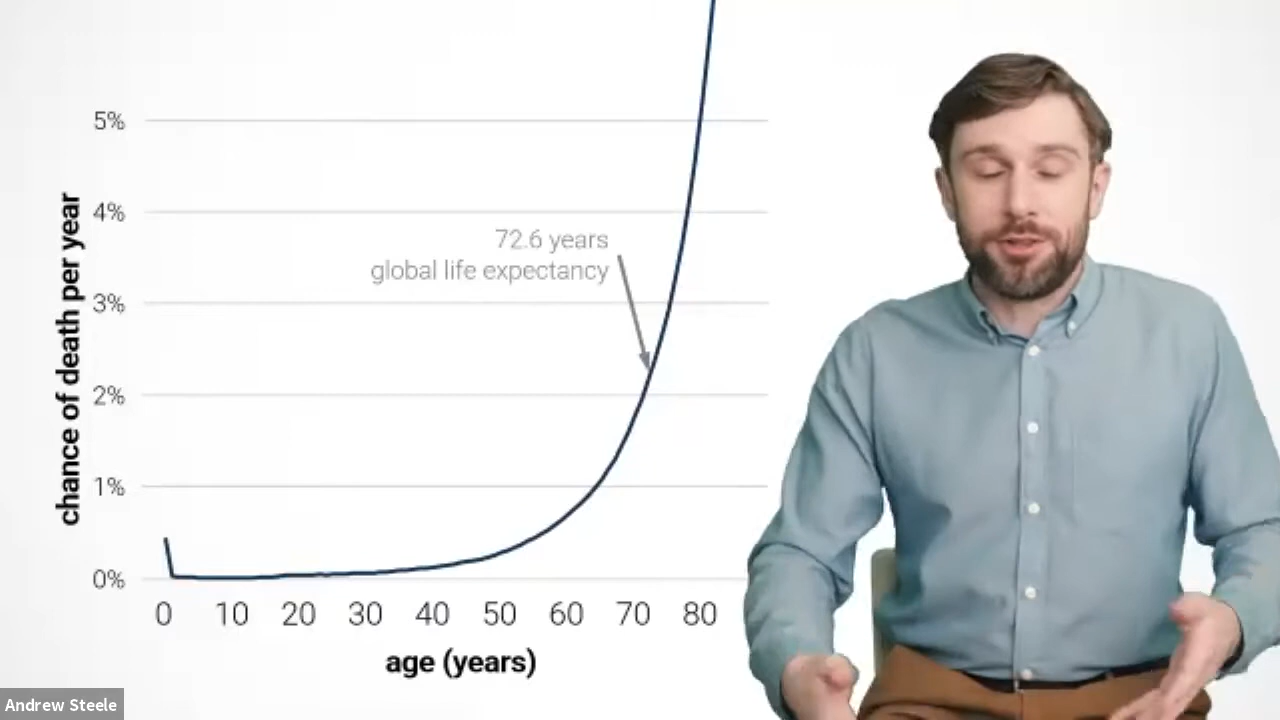 5%
4%
3%
2%
1%
0%
chance of death per year
72.6 years
global life expectancy
0 10 20 30 40 50 60 70 80
age (years)
Andrew Steele